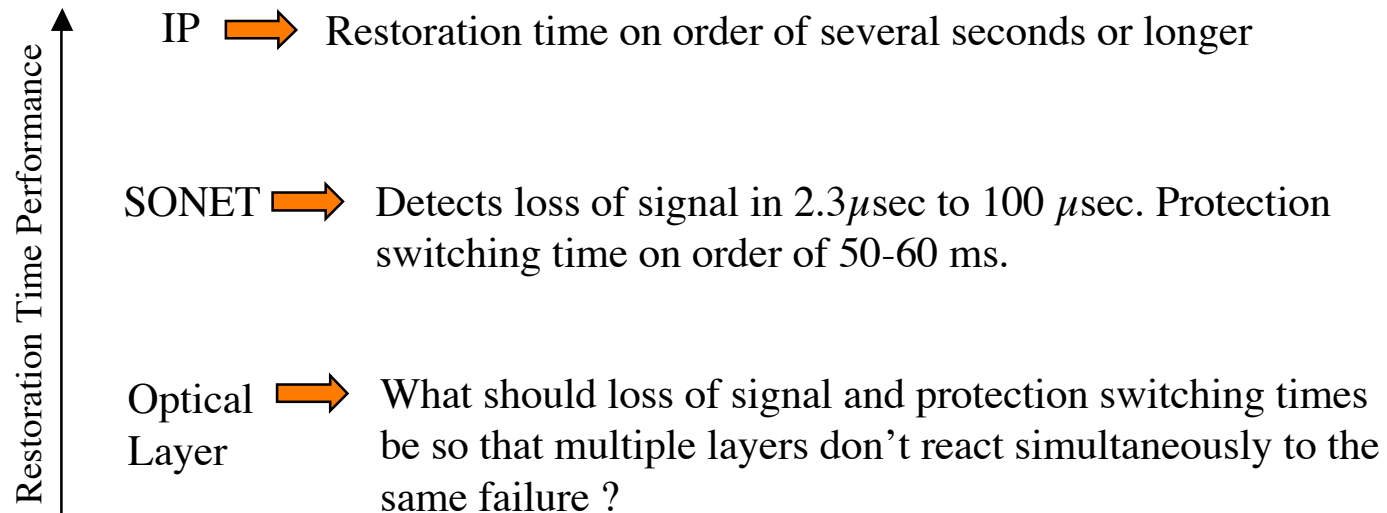 Restoration Time Performance
IP Restoration time on order of several seconds or longer
SONET Detects loss of signal in 2.3µsec to 100 µsec. Protection
switching time on order of 50-60 ms.
Optical What should loss of signal and protection switching times
Layer be so that multiple layers don’t react simultaneously to the
same failure ?